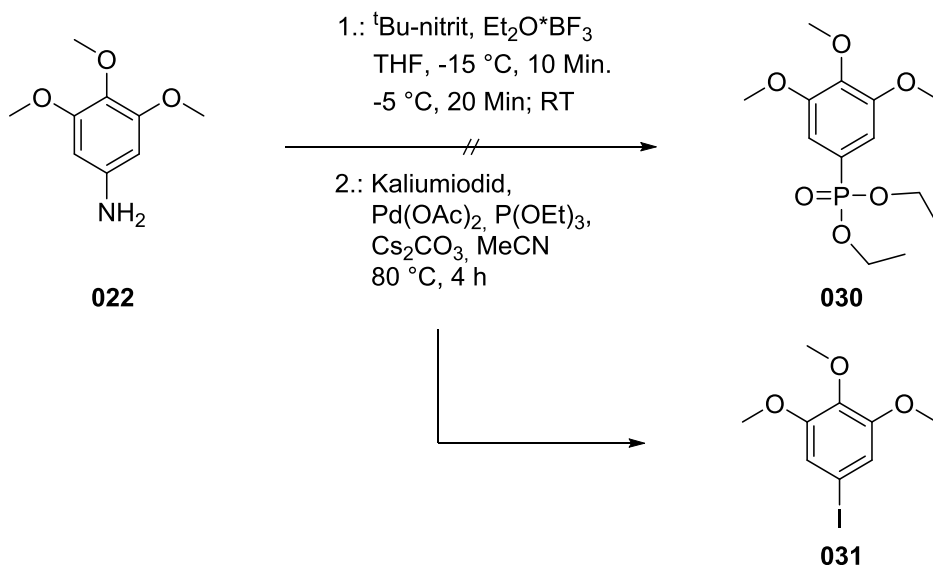 1.: ᵗBu-nitrit, Et₂O*BF₃
THF, -15 °C, 10 Min.
-5 °C, 20 Min; RT
2.: Kaliumiodid,
Pd(OAc)₂, P(OEt)₃,
Cs₂CO₃, MeCN
80 °C, 4 h
O
O
O
NH₂
022
O
O
O
O=P-O
O
030
O
O
O
I
031